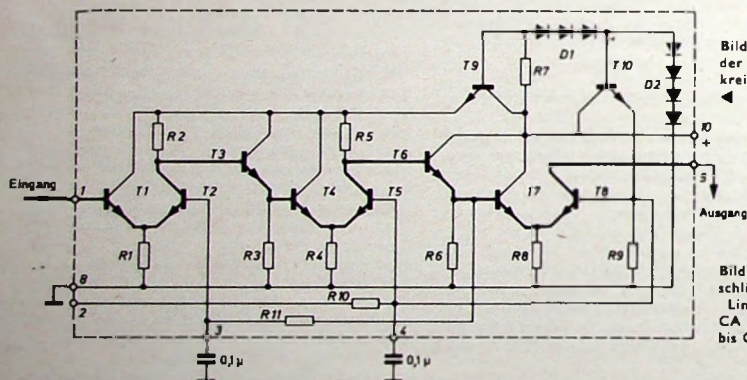 T9
D1
T10
R7
D2
Bild
der
krei
R2
T3
R5
T6
10
+
Eingang
1
T1
T2
T4
T5
T7
T8
5
Ausgang
R1
R3
R4
R6
R8
R9
8
2
R10
R11
3
4
0,1µ
0,1µ
Bild
schli
Lin
CA
bis C